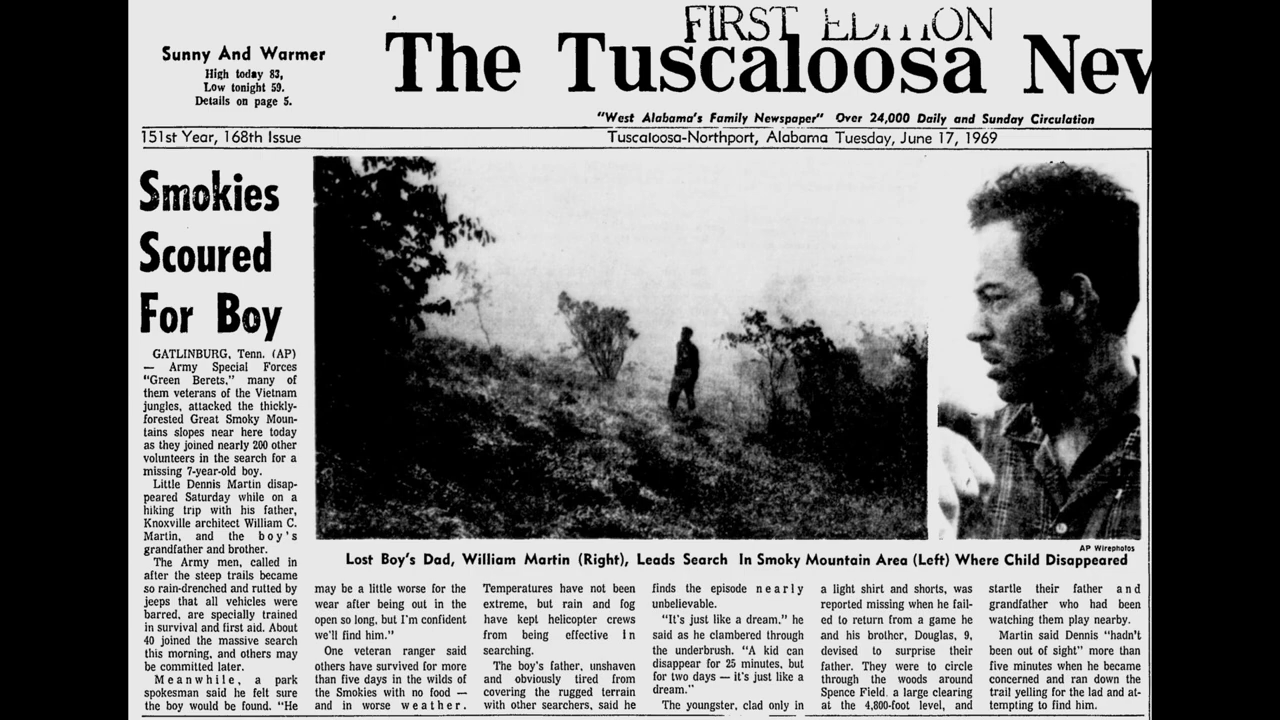 FIRST EDITION
Sunny And Warmer
High today 83,
Low tonight 59.
Details on page 5.
The Tuscaloosa New
"West Alabama's Family Newspaper" Over 24,000 Daily and Sunday Circulation
151st Year, 168th Issue
Tuscaloosa-Northport, Alabama Tuesday, June 17, 1969
Smokies
Scoured
For Boy
GATLINBURG, Tenn. (AP)
— Army Special Forces
"Green Berets," many of
them veterans of the Vietnam
jungles, attacked the thickly-
forested Great Smoky Moun-
tains slopes near here today
as they joined nearly 200 other
volunteers in the search for a
missing 7-year-old boy.
Little Dennis Martin disap-
peared Saturday while on a
hiking trip with his father,
Knoxville architect William C.
Martin, and the boy's
grandfather and brother.
The Army men, called in
after the steep trails became
so rain-drenched and rutted by
jeeps that all vehicles were
barred, are specially trained
in survival and first aid. About
40 joined the massive search
this morning, and others may
be committed later.
Meanwhile, a park
spokesman said he felt sure
the boy would be found. "He
AP Wirephotos
Lost Boy's Dad, William Martin (Right), Leads Search In Smoky Mountain Area (Left) Where Child Disappeared
may be a little worse for the
wear after being out in the
open so long, but I'm confident
we'll find him."
One veteran ranger said
others have survived for more
than five days in the wilds of
the Smokies with no food —
and in worse weather.
Temperatures have not been
extreme, but rain and fog
have kept helicopter crews
from being effective in
searching.
The boy's father, unshaven
and obviously tired from
covering the rugged terrain
with other searchers, said he
finds the episode nearly
unbelievable.
"It's just like a dream," he
said as he clambered through
the underbrush. "A kid can
disappear for 25 minutes, but
for two days — it's just like a
dream."
The youngster, clad only in
a light shirt and shorts, was
reported missing when he fail-
ed to return from a game he
and his brother, Douglas, 9,
devised to surprise their
father. They were to circle
through the woods around
Spence Field, a large clearing
at the 4,800-foot level, and
startle their father and
grandfather who had been
watching them play nearby.
Martin said Dennis "hadn't
been out of sight" more than
five minutes when he became
concerned and ran down the
trail yelling for the lad and at-
tempting to find him.